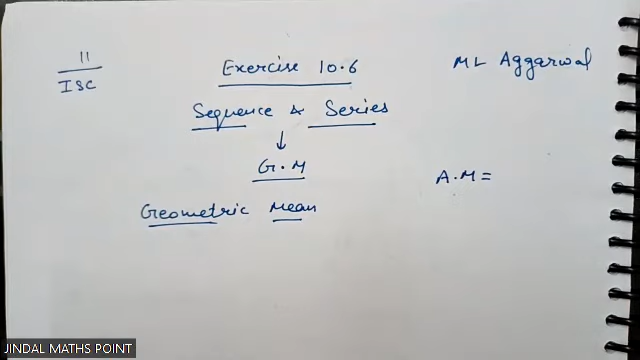 11
ISC
Exercise 10.6
ML Aggarwal
Sequence & Series
↓
G.M
A.M=
Geometric Mean
JINDAL MATHS POINT